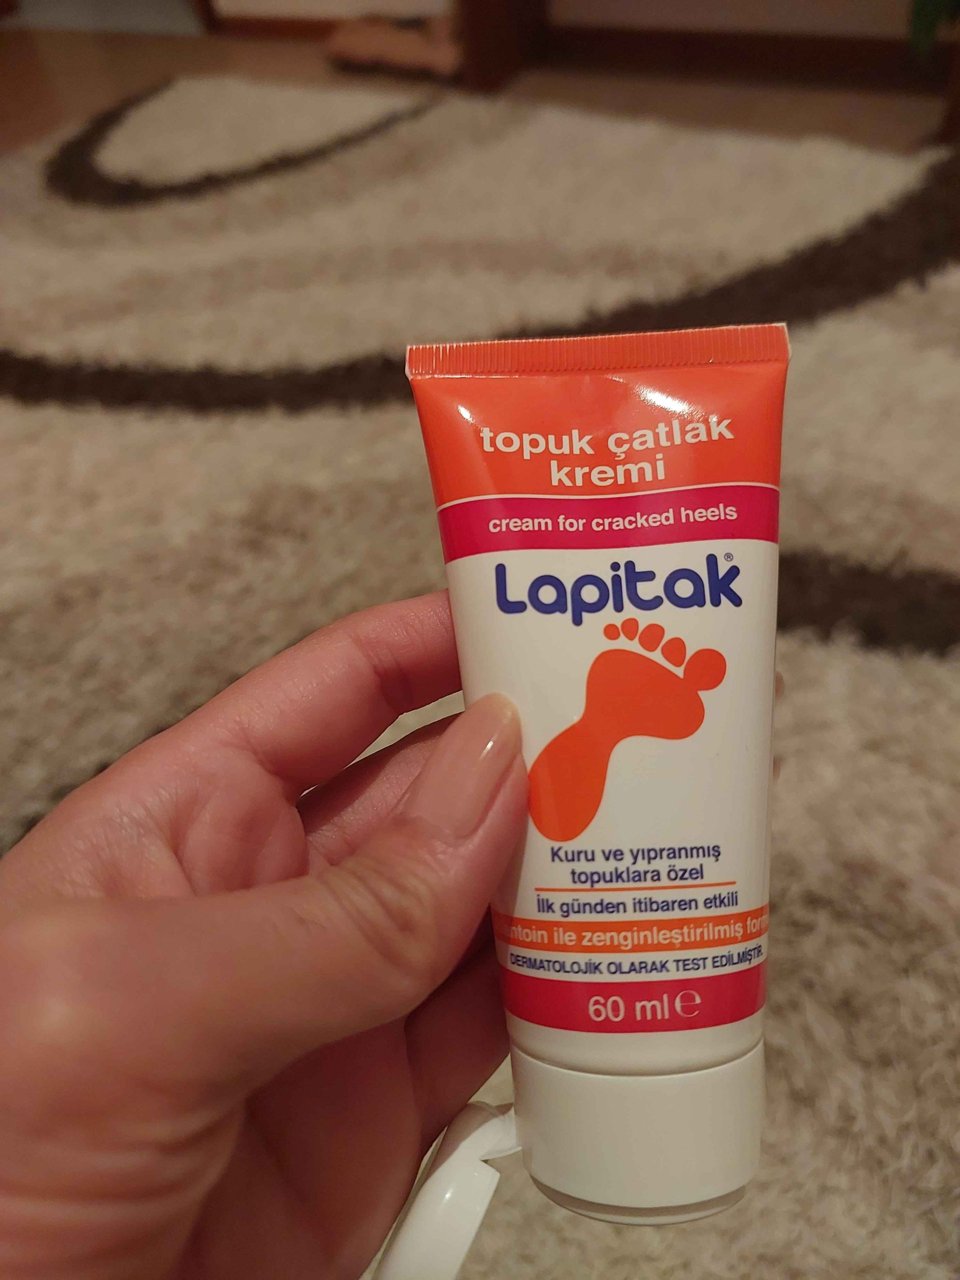 topuk çatlak
kremi
cream for cracked heels
Lapitak®
Kuru ve yıpranmış
topuklara özel
İlk günden itibaren etkili
ile zenginleştirilmiş
DERMATOLOJİK OLARAK TEST EDİLMİŞTİR.
60 ml ℮